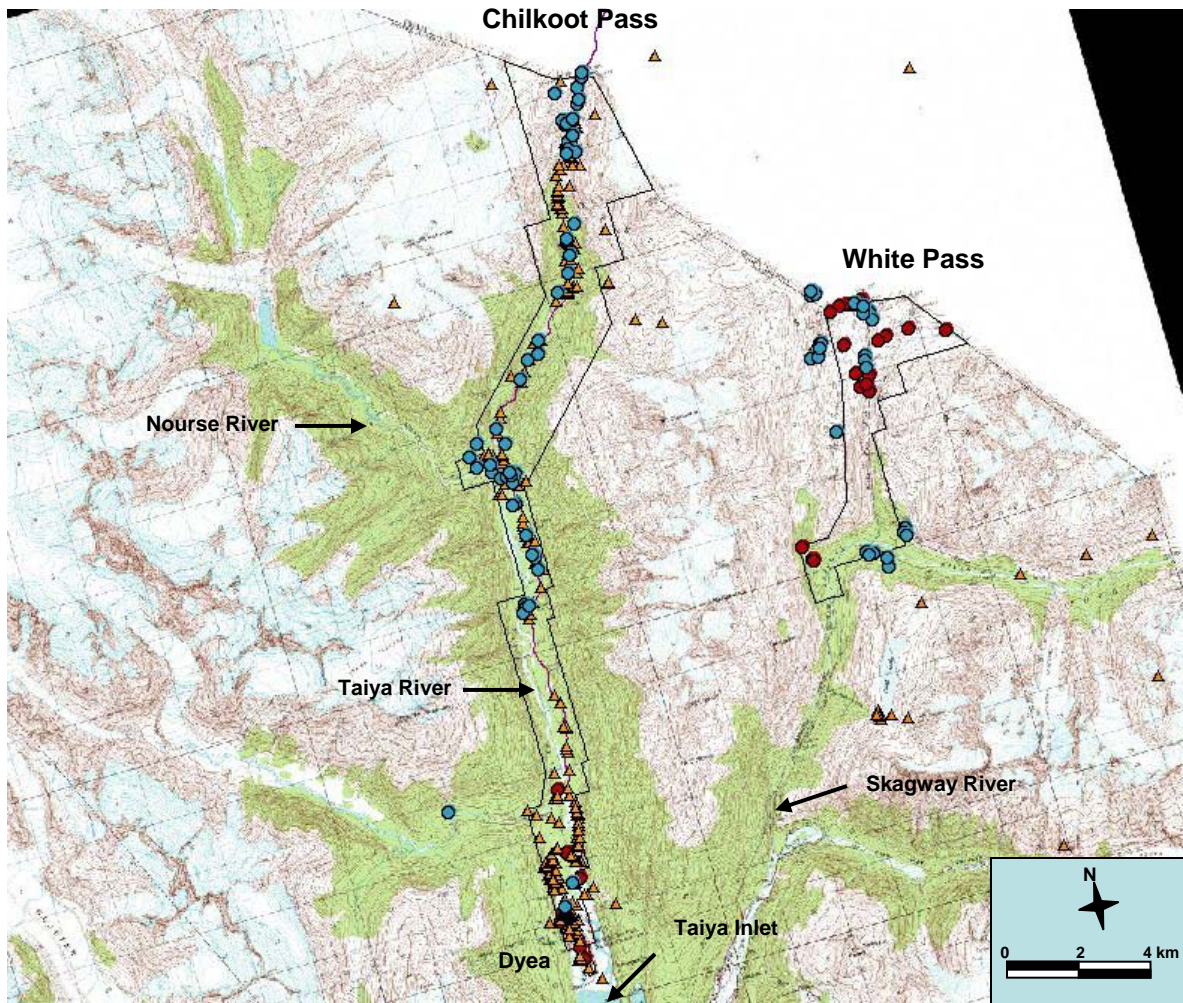 Chilkoot Pass
White Pass
Nourse River
Taiya River
Skagway River
Taiya Inlet
Dyea
N
0 2 4 km